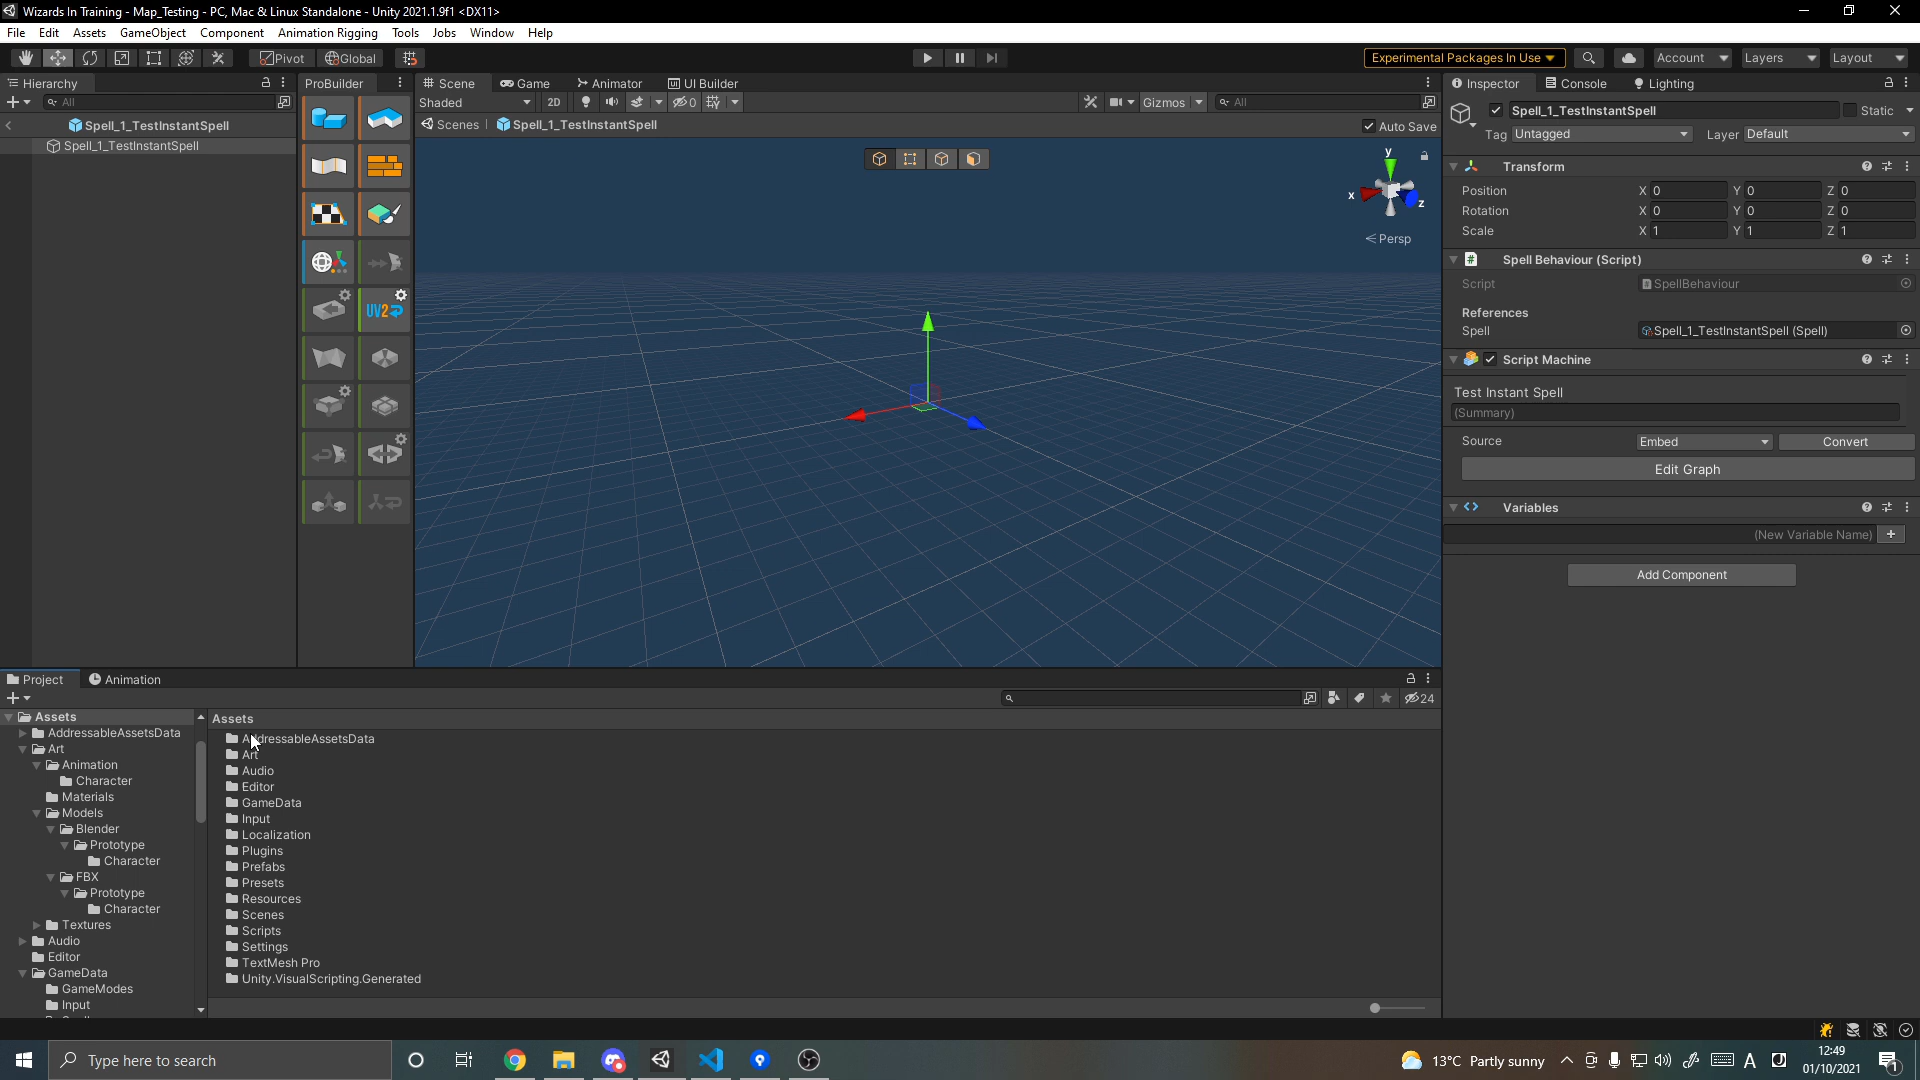 Wizards In Training - Map_Testing - PC, Mac & Linux Standalone - Unity 2021.1.9f1 <DX11>
File Edit Assets GameObject Component Animation Rigging Tools Jobs Window Help
Pivot Global Experimental Packages In Use Account Layers Layout
Hierarchy ProBuilder Scene Game Animator UI Builder Inspector Console Lighting
All Shaded 2D 0 Gizmos All Spell_1_TestInstantSpell Static
Spell_1_TestInstantSpell Scenes Spell_1_TestInstantSpell Auto Save Tag Untagged Layer Default
Spell_1_TestInstantSpell
y
x
z
Persp
UV2
Transform
Position X 0 Y 0 Z 0
Rotation X 0 Y 0 Z 0
Scale X 1 Y 1 Z 1
# Spell Behaviour (Script)
Script SpellBehaviour
References
Spell Spell_1_TestInstantSpell (Spell)
Script Machine
Test Instant Spell
(Summary)
Source Embed Convert
Edit Graph
Variables
(New Variable Name) +
Add Component
Project Animation
24
Assets
AddressableAssetsData
Art
Animation
Character
Materials
Models
Blender
Prototype
Character
FBX
Prototype
Character
Textures
Audio
Editor
GameData
GameModes
Input
Assets
AddressableAssetsData
Art
Audio
Editor
GameData
Input
Localization
Plugins
Prefabs
Presets
Resources
Scenes
Scripts
Settings
TextMesh Pro
Unity.VisualScripting.Generated
Type here to search
13°C Partly sunny
A
12:49
01/10/2021
1